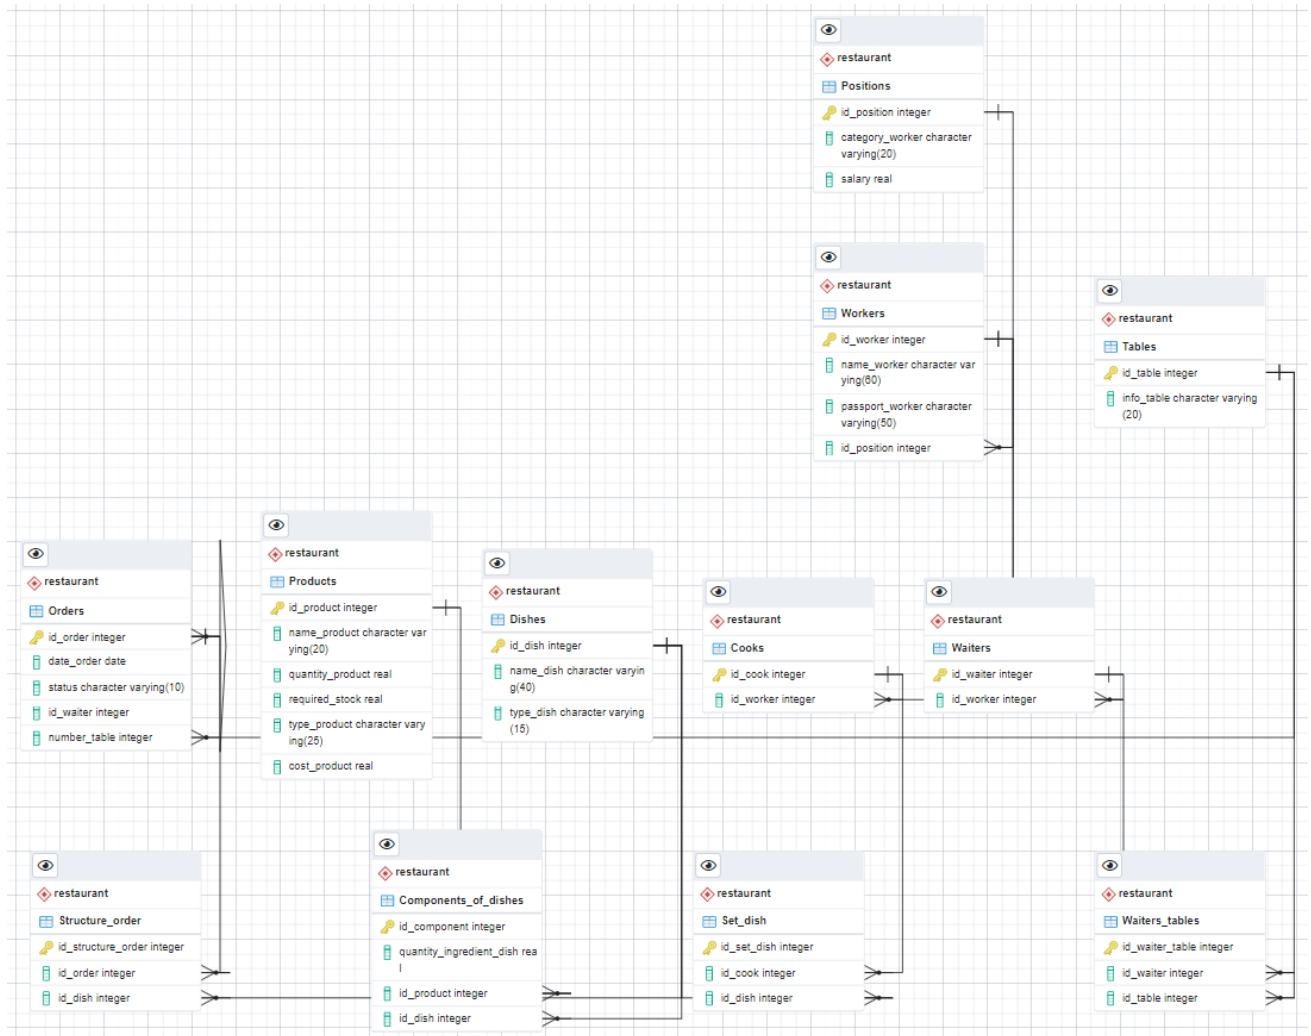 restaurant
Positions
id_position integer
category_worker character
varying(20)
salary real
restaurant
Workers
id_worker integer
name_worker character var
ying(60)
passport_worker character
varying(50)
id_position integer
restaurant
Tables
id_table integer
info_table character varying
(20)
restaurant
Orders
id_order integer
date_order date
status character varying(10)
id_waiter integer
number_table integer
restaurant
Products
id_product integer
name_product character var
ying(20)
quantity_product real
required_stock real
type_product character vary
ing(25)
cost_product real
restaurant
Dishes
id_dish integer
name_dish character varyin
g(40)
type_dish character varying
(15)
restaurant
Cooks
id_cook integer
id_worker integer
restaurant
Waiters
id_waiter integer
id_worker integer
restaurant
Structure_order
id_structure_order integer
id_order integer
id_dish integer
restaurant
Components_of_dishes
id_component integer
quantity_ingredient_dish rea
l
id_product integer
id_dish integer
restaurant
Set_dish
id_set_dish integer
id_cook integer
id_dish integer
restaurant
Waiters_tables
id_waiter_table integer
id_waiter integer
id_table integer